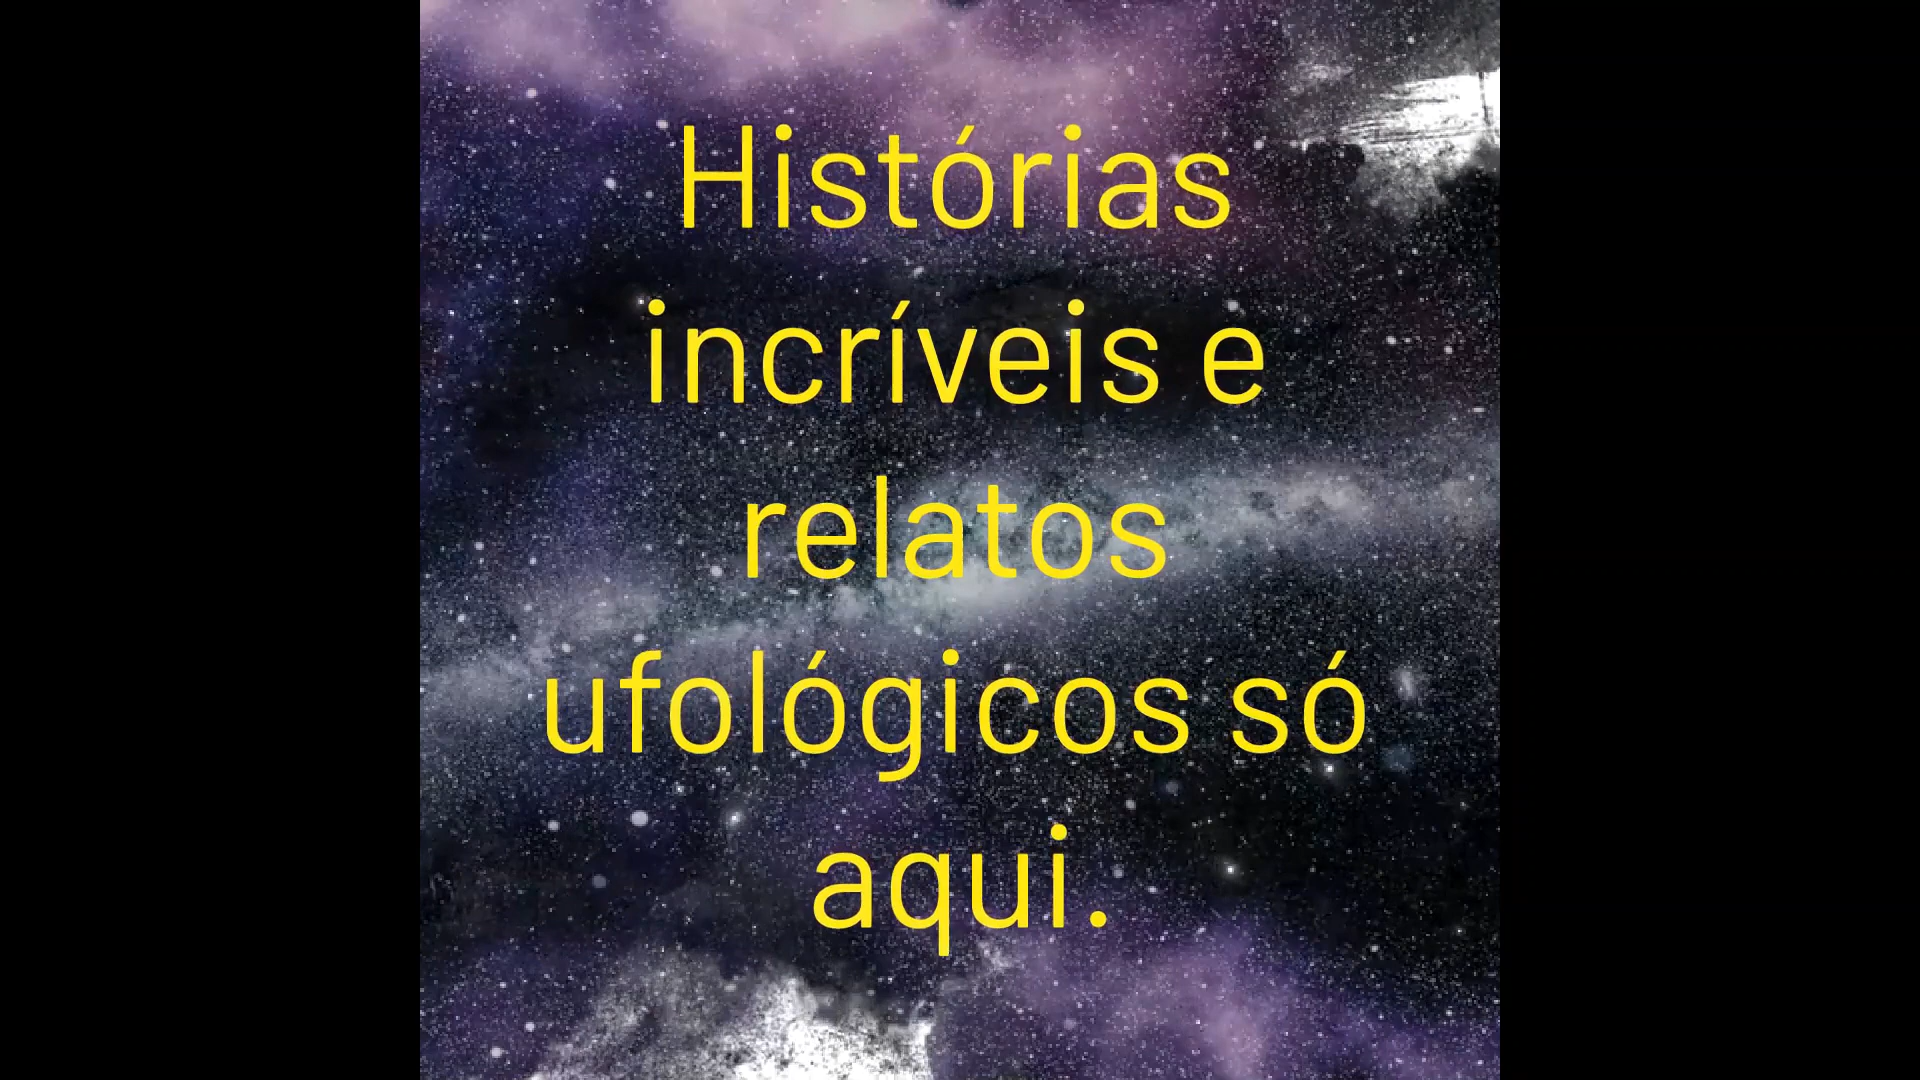 Histórias
incríveis e
relatos
ufológicos só
aqui.